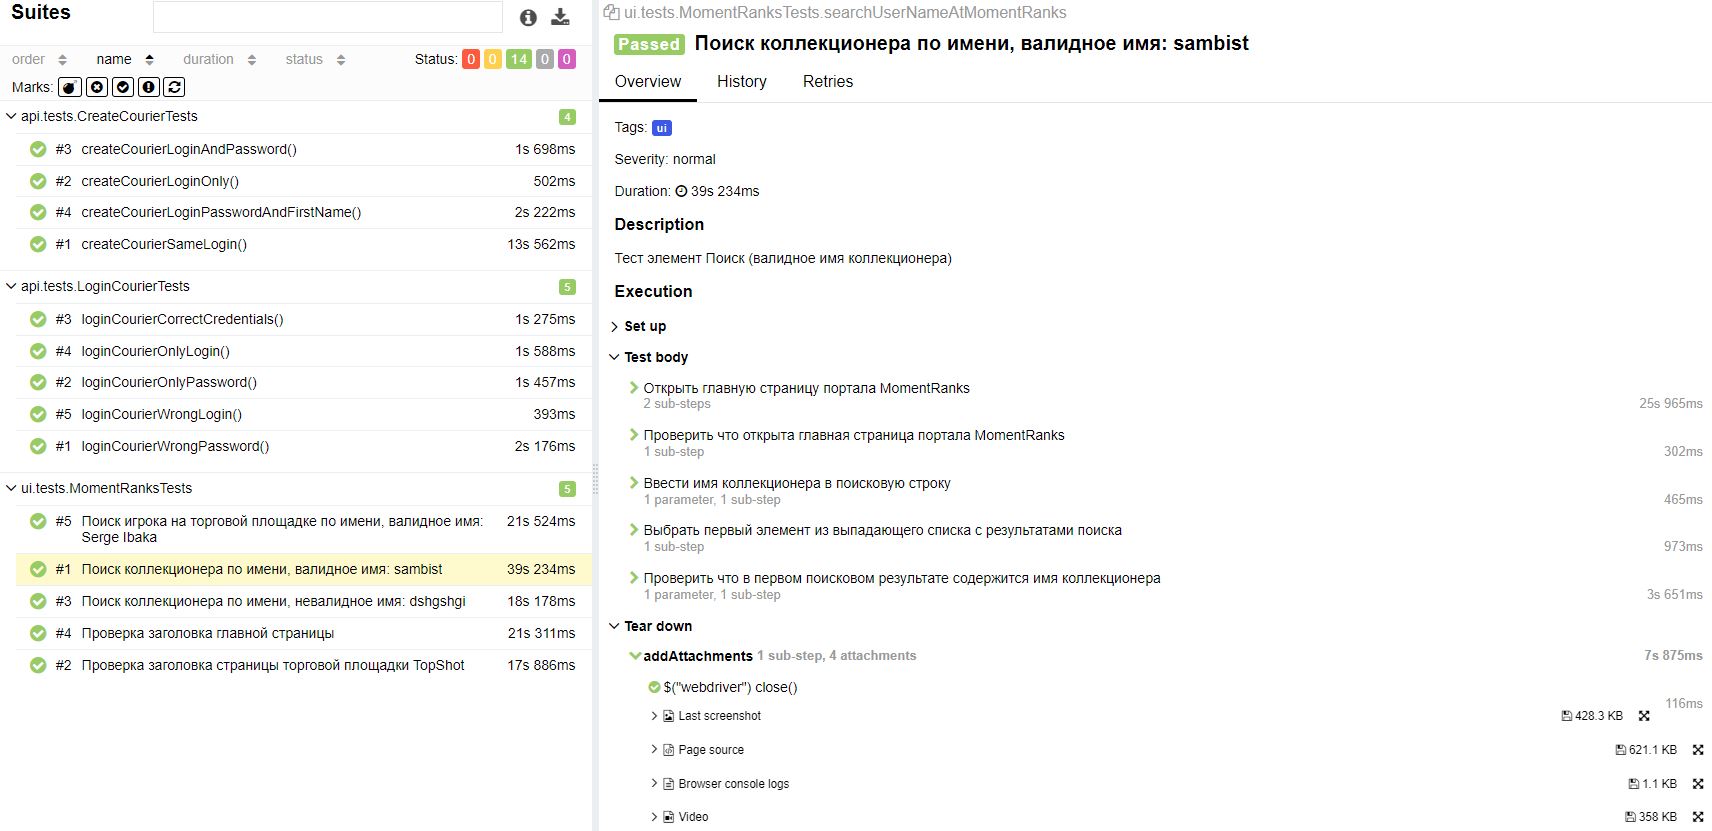 Suites
order name duration status Status: 0 0 14 0 0
Marks:
api.tests.CreateCourierTests 4
#3 createCourierLoginAndPassword() 1s 698ms
#2 createCourierLoginOnly() 502ms
#4 createCourierLoginPasswordAndFirstName() 2s 222ms
#1 createCourierSameLogin() 13s 562ms
api.tests.LoginCourierTests 5
#3 loginCourierCorrectCredentials() 1s 275ms
#4 loginCourierOnlyLogin() 1s 588ms
#2 loginCourierOnlyPassword() 1s 457ms
#5 loginCourierWrongLogin() 393ms
#1 loginCourierWrongPassword() 2s 176ms
ui.tests.MomentRanksTests 5
#5 Поиск игрока на торговой площадке по имени, валидное имя: 21s 524ms
Serge Ibaka
#1 Поиск коллекционера по имени, валидное имя: sambist 39s 234ms
#3 Поиск коллекционера по имени, невалидное имя: dshgshgi 18s 178ms
#4 Проверка заголовка главной страницы 21s 311ms
#2 Проверка заголовка страницы торговой площадки TopShot 17s 886ms
ui.tests.MomentRanksTests.searchUserNameAtMomentRanks
Passed Поиск коллекционера по имени, валидное имя: sambist
Overview History Retries
Tags: ui
Severity: normal
Duration: 39s 234ms
Description
Тест элемент Поиск (валидное имя коллекционера)
Execution
Set up
Test body
Открыть главную страницу портала MomentRanks
2 sub-steps 25s 965ms
Проверить что открыта главная страница портала MomentRanks
1 sub-step 302ms
Ввести имя коллекционера в поисковую строку
1 parameter, 1 sub-step 465ms
Выбрать первый элемент из выпадающего списка с результатами поиска
1 sub-step 973ms
Проверить что в первом поисковом результате содержится имя коллекционера
1 parameter, 1 sub-step 3s 651ms
Tear down
addAttachments 1 sub-step, 4 attachments 7s 875ms
$("webdriver") close()
116ms
Last screenshot 428.3 KB
Page source 621.1 KB
Browser console logs 1.1 KB
Video 358 KB